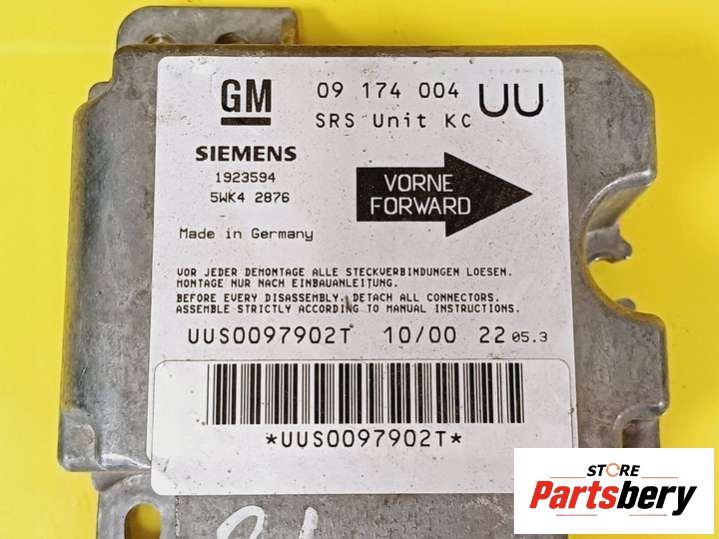 GM 09 174 004 UU
SRS Unit KC
SIEMENS
1923594
5WK4 2876
VORNE
FORWARD
Made in Germany
VOR JEDER DEMONTAGE ALLE STECKVERBINDUNGEN LOESEN.
MONTAGE NUR NACH EINBAUANLEITUNG.
BEFORE EVERY DISASSEMBLY, DETACH ALL CONNECTORS.
ASSEMBLE STRICTLY ACCORDING TO MANUAL INSTRUCTIONS.
UUS0097902T 10/00 22 05.3
*UUS0097902T*
STORE
Partsbery